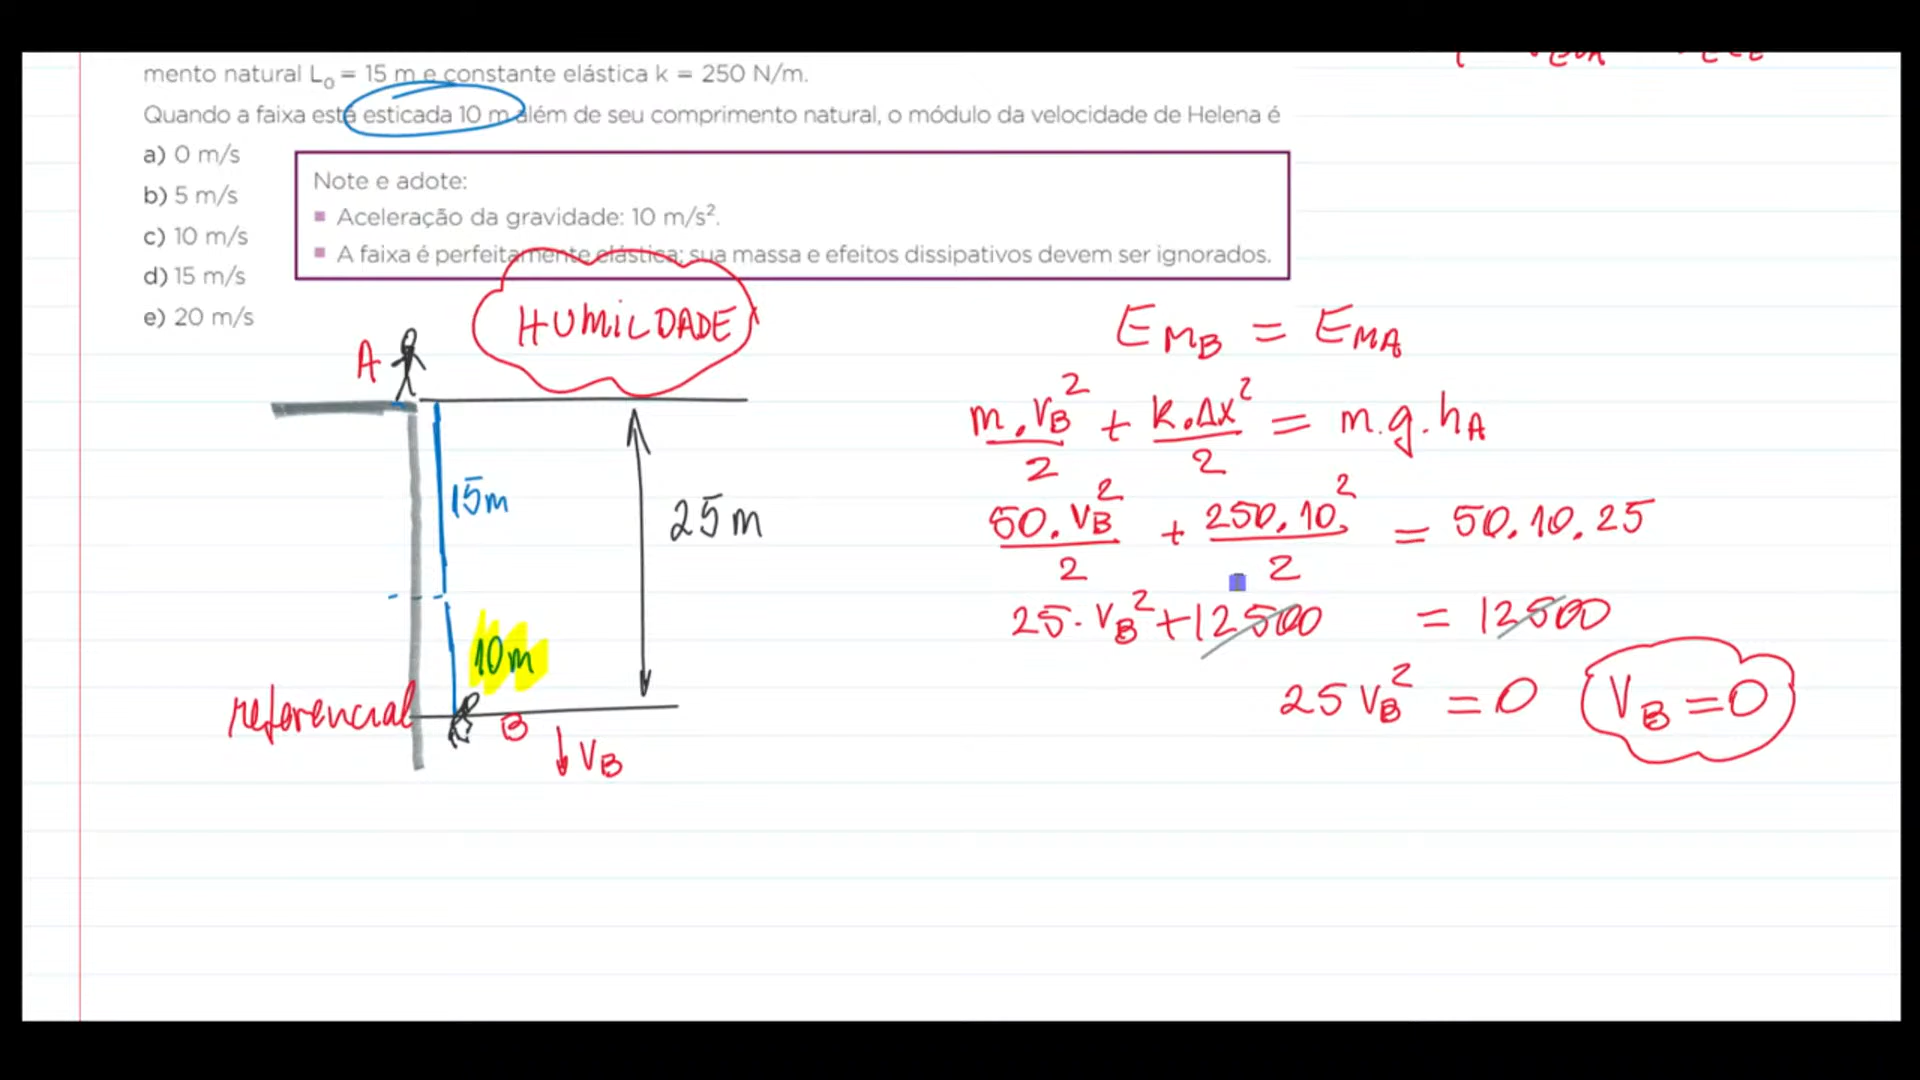 mento natural L₀ = 15 m e constante elástica k = 250 N/m.
Quando a faixa está esticada 10 m além de seu comprimento natural, o módulo da velocidade de Helena é
a) 0 m/s
b) 5 m/s
c) 10 m/s
d) 15 m/s
e) 20 m/s
Note e adote:
▪ Aceleração da gravidade: 10 m/s².
▪ A faixa é perfeitamente elástica; sua massa e efeitos dissipativos devem ser ignorados.
HUMILDADE
A
15m
25m
10m
referencial
B
↓ VB
EMB = EMA
m.VB²/2 + K.Δx²/2 = m.g.hA
50.VB²/2 + 250.10²/2 = 50.10.25
25.VB² + 12500 = 12500
25VB² = 0 VB = 0